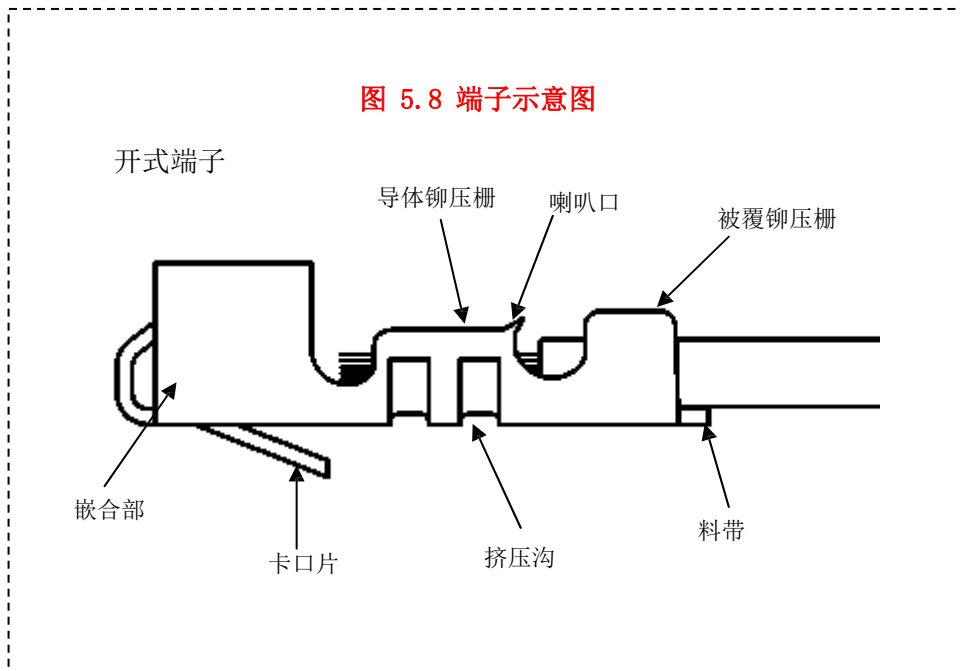 图 5.8 端子示意图
开式端子
导体铆压栅
喇叭口
被覆铆压栅
嵌合部
卡口片
挤压沟
料带